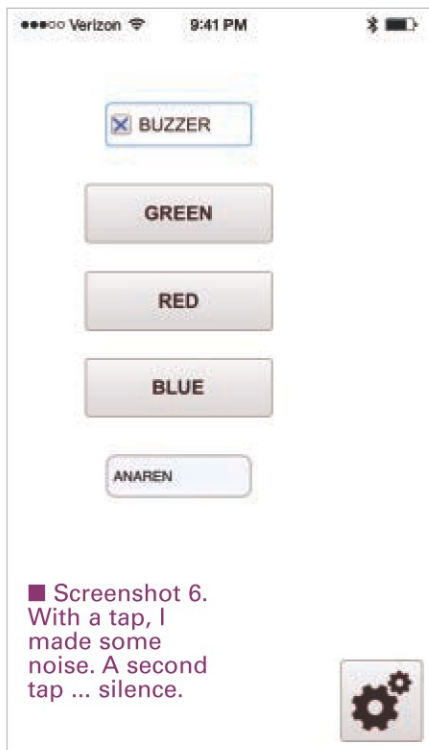 ●●●○○ Verizon 9:41 PM
BUZZER
GREEN
RED
BLUE
ANAREN
■ Screenshot 6.
With a tap, I
made some
noise. A second
tap ... silence.